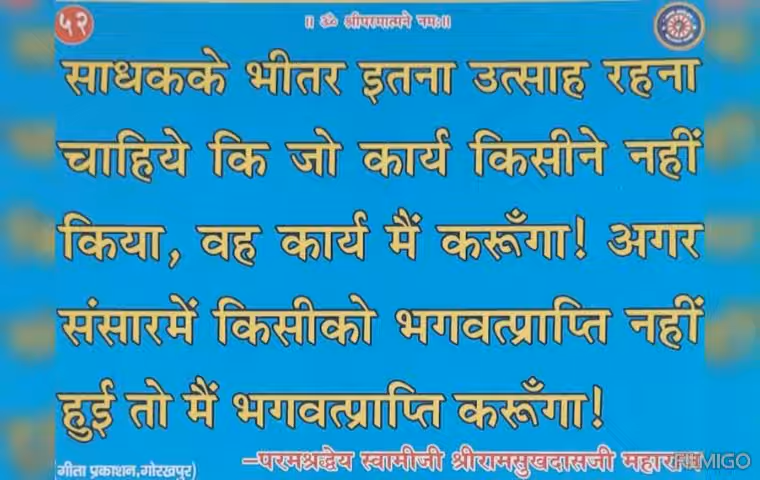 ५२
॥ ॐ श्रीपरमात्मने नमः॥
साधकके भीतर इतना उत्साह रहना
चाहिये कि जो कार्य किसीने नहीं
किया, वह कार्य मैं करूँगा! अगर
संसारमें किसीको भगवत्प्राप्ति नहीं
हुई तो मैं भगवत्प्राप्ति करूँगा!
–परमश्रद्धेय स्वामीजी श्रीरामसुखदासजी महाराज
गीता प्रकाशन,गोरखपुर)
FILMIGO